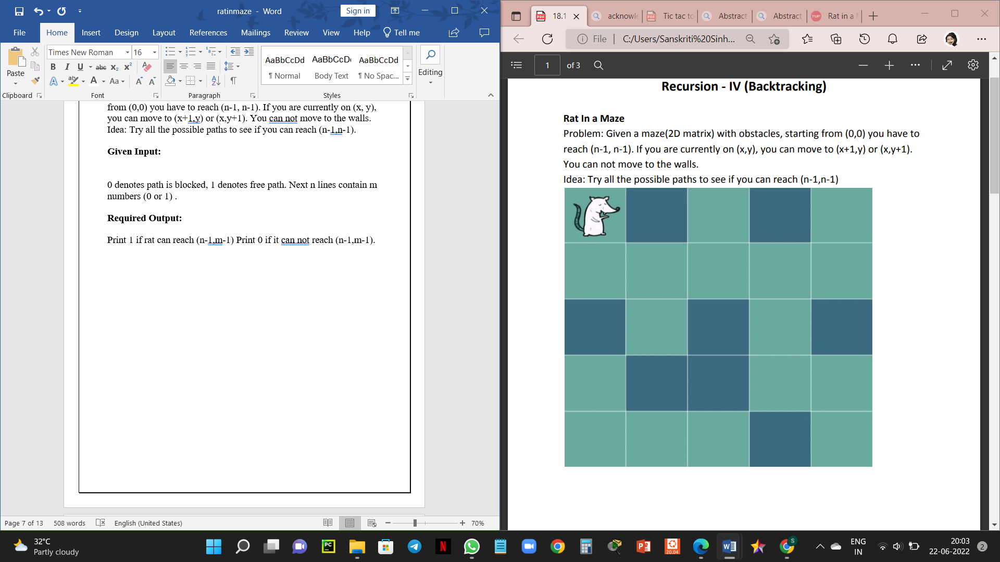 ratinmaze - Word
Sign in
File Home Insert Design Layout References Mailings Review View Help Tell me
Paste
Times New Roman 16
B I U abc x₂ x²
A A Aa A A
AaBbCcDd AaBbCcD AaBbCcDd
¶ Normal Body Text ¶ No Spac...
Editing
Clipboard Font Paragraph Styles
from (0,0) you have to reach (n-1, n-1). If you are currently on (x, y),
you can move to (x+1,y) or (x,y+1). You can not move to the walls.
Idea: Try all the possible paths to see if you can reach (n-1,n-1).
Given Input:
0 denotes path is blocked, 1 denotes free path. Next n lines contain m
numbers (0 or 1) .
Required Output:
Print 1 if rat can reach (n-1,m-1) Print 0 if it can not reach (n-1,m-1).
Page 7 of 13 508 words English (United States) 70%
18.1 acknowle Tic tac to Abstract Abstract Rat in a
File C:/Users/Sanskriti%20Sinh...
1 of 3
Recursion - IV (Backtracking)
Rat In a Maze
Problem: Given a maze(2D matrix) with obstacles, starting from (0,0) you have to
reach (n-1, n-1). If you are currently on (x,y), you can move to (x+1,y) or (x,y+1).
You can not move to the walls.
Idea: Try all the possible paths to see if you can reach (n-1,n-1)
32°C
Partly cloudy
PC
N
20.04
S
ENG
IN
20:03
22-06-2022
2